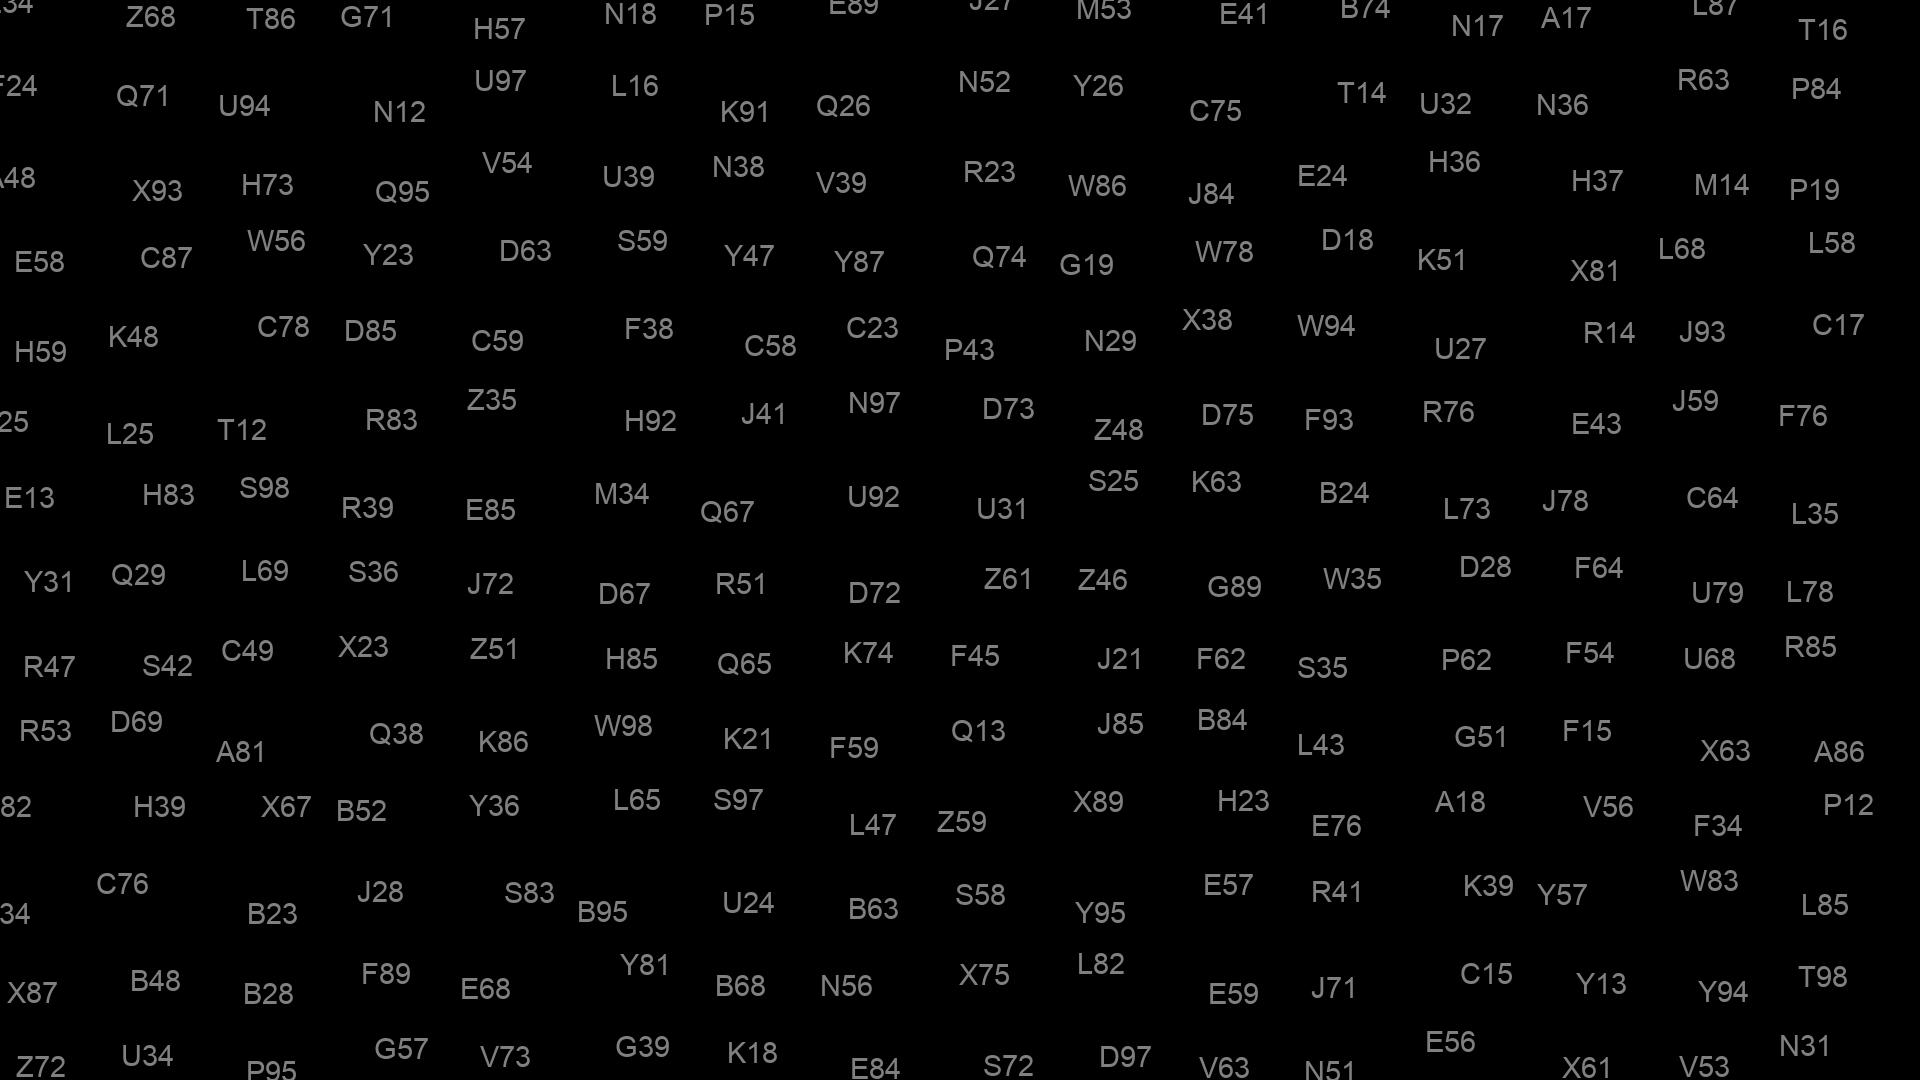 Z68 T86 G71 H57 N18 P15 E89 J27 M53 E41 B74 N17 A17 L87 T16
F24 Q71 U94 N12 U97 L16 K91 Q26 N52 Y26 C75 T14 U32 N36 R63 P84
A48 X93 H73 Q95 V54 U39 N38 V39 R23 W86 J84 E24 H36 H37 M14 P19
E58 C87 W56 Y23 D63 S59 Y47 Y87 Q74 G19 W78 D18 K51 X81 L68 L58
H59 K48 C78 D85 C59 F38 C58 C23 P43 N29 X38 W94 U27 R14 J93 C17
25 L25 T12 R83 Z35 H92 J41 N97 D73 Z48 D75 F93 R76 E43 J59 F76
E13 H83 S98 R39 E85 M34 Q67 U92 U31 S25 K63 B24 L73 J78 C64 L35
Y31 Q29 L69 S36 J72 D67 R51 D72 Z61 Z46 G89 W35 D28 F64 U79 L78
R47 S42 C49 X23 Z51 H85 Q65 K74 F45 J21 F62 S35 P62 F54 U68 R85
R53 D69 A81 Q38 K86 W98 K21 F59 Q13 J85 B84 L43 G51 F15 X63 A86
82 H39 X67 B52 Y36 L65 S97 L47 Z59 X89 H23 E76 A18 V56 F34 P12
34 C76 B23 J28 S83 B95 U24 B63 S58 Y95 E57 R41 K39 Y57 W83 L85
X87 B48 B28 F89 E68 Y81 B68 N56 X75 L82 E59 J71 C15 Y13 Y94 T98
Z72 U34 P95 G57 V73 G39 K18 E84 S72 D97 V63 N51 E56 X61 V53 N31